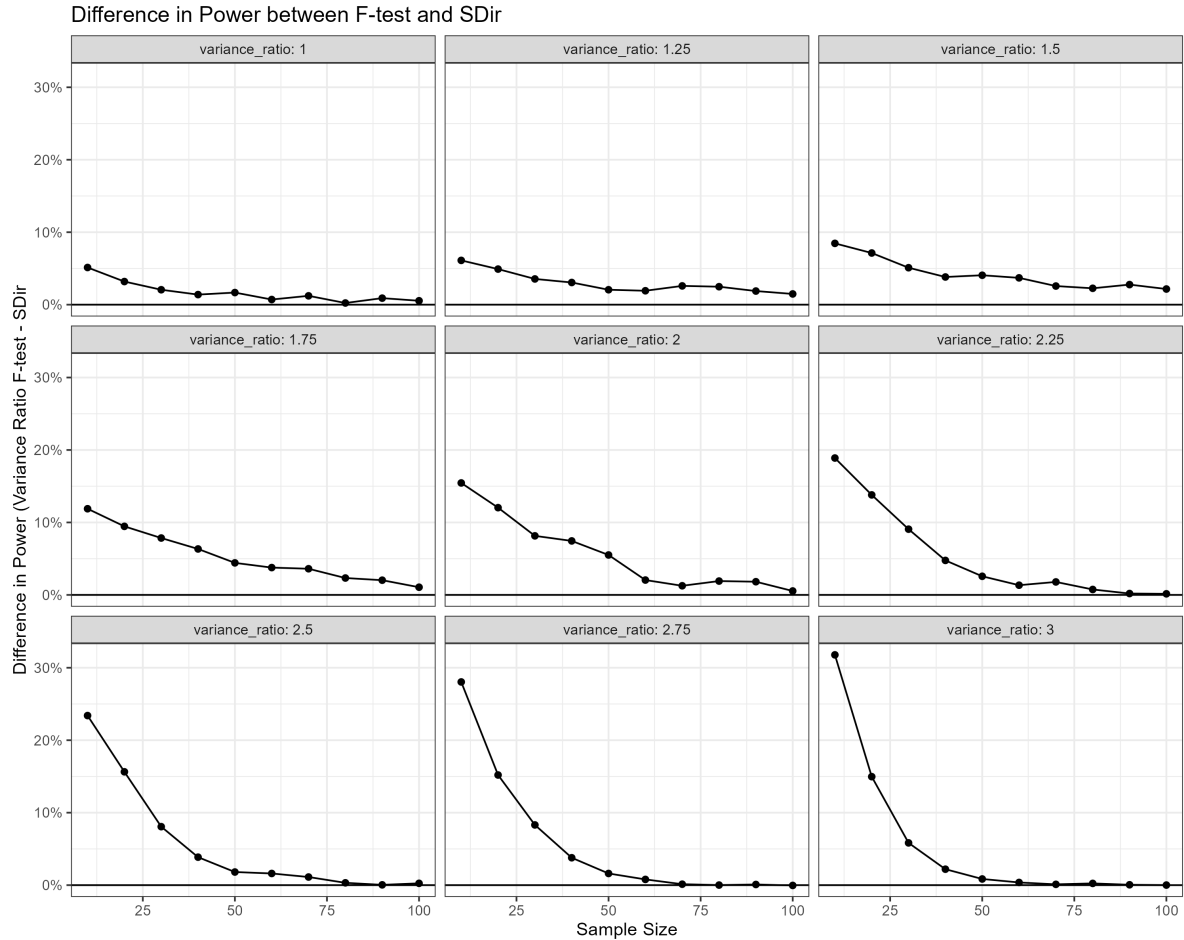 Difference in Power between F-test and SDir
variance_ratio: 1
variance_ratio: 1.25
variance_ratio: 1.5
30%
20%
10%
0%
variance_ratio: 1.75
variance_ratio: 2
variance_ratio: 2.25
30%
20%
10%
0%
variance_ratio: 2.5
variance_ratio: 2.75
variance_ratio: 3
30%
20%
10%
0%
25 50 75 100
25 50 75 100
25 50 75 100
Sample Size
Difference in Power (Variance Ratio F-test - SDir